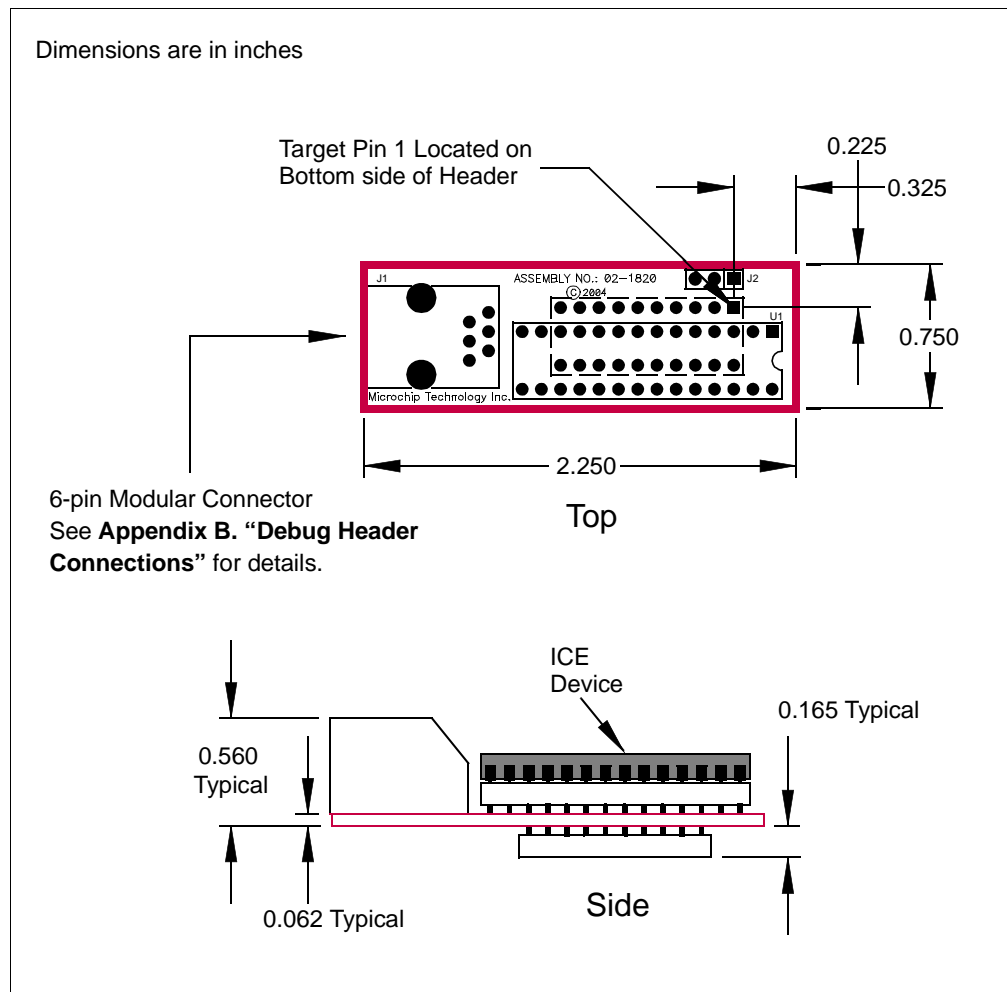 Dimensions are in inches
Target Pin 1 Located on
Bottom side of Header
0.225
0.325
J1
ASSEMBLY NO.: 02-1820
J2
©2004
U1
0.750
Microchip Technology Inc.
2.250
6-pin Modular Connector
See Appendix B. “Debug Header
Connections” for details.
Top
ICE
Device
0.165 Typical
0.560
Typical
0.062 Typical
Side